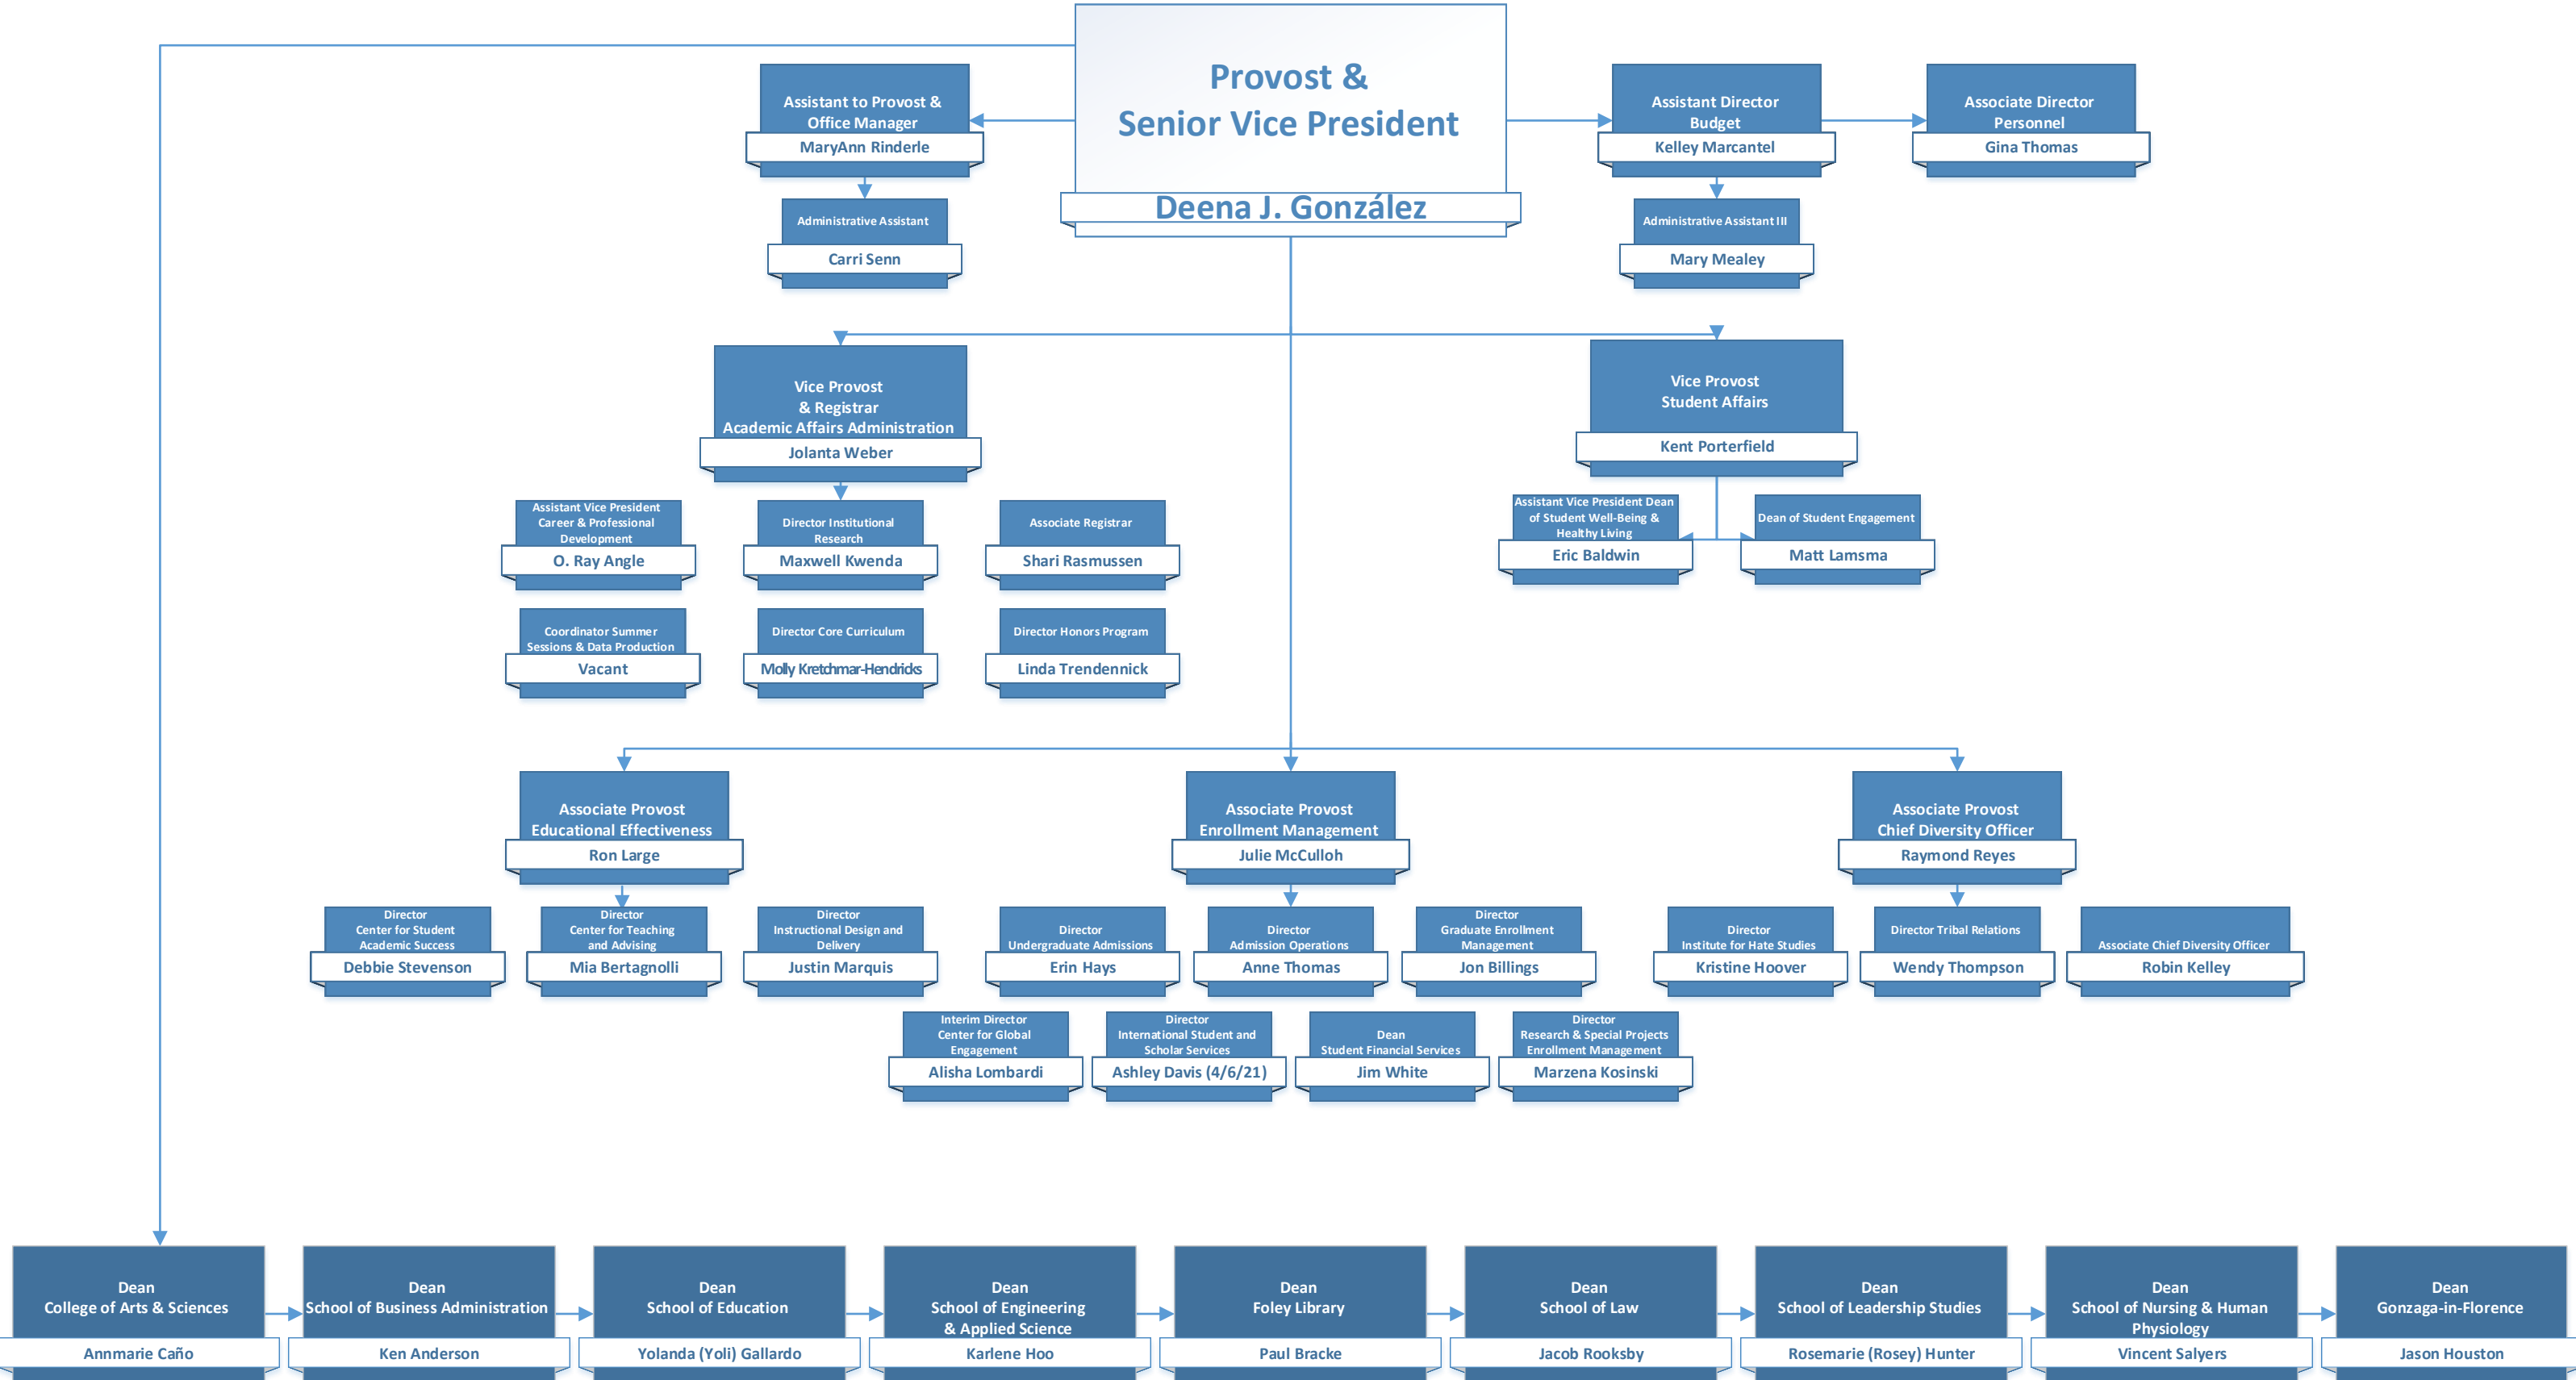 Provost &
Senior Vice President
Deena J. González
Assistant to Provost &
Office Manager
MaryAnn Rinderle
Assistant Director
Budget
Kelley Marcantel
Associate Director
Personnel
Gina Thomas
Administrative Assistant
Carri Senn
Administrative Assistant III
Mary Mealey
Vice Provost
& Registrar
Academic Affairs Administration
Jolanta Weber
Vice Provost
Student Affairs
Kent Porterfield
Assistant Vice President
Career & Professional
Development
O. Ray Angle
Director Institutional
Research
Maxwell Kwenda
Associate Registrar
Shari Rasmussen
Assistant Vice President Dean
of Student Well-Being &
Healthy Living
Eric Baldwin
Dean of Student Engagement
Matt Lamsma
Coordinator Summer
Sessions & Data Production
Vacant
Director Core Curriculum
Molly Kretchmar-Hendricks
Director Honors Program
Linda Trendennick
Associate Provost
Educational Effectiveness
Ron Large
Associate Provost
Enrollment Management
Julie McCulloh
Associate Provost
Chief Diversity Officer
Raymond Reyes
Director
Center for Student
Academic Success
Debbie Stevenson
Director
Center for Teaching
and Advising
Mia Bertagnolli
Director
Instructional Design and
Delivery
Justin Marquis
Director
Undergraduate Admissions
Erin Hays
Director
Admission Operations
Anne Thomas
Director
Graduate Enrollment
Management
Jon Billings
Director
Institute for Hate Studies
Kristine Hoover
Director Tribal Relations
Wendy Thompson
Associate Chief Diversity Officer
Robin Kelley
Interim Director
Center for Global
Engagement
Alisha Lombardi
Director
International Student and
Scholar Services
Ashley Davis (4/6/21)
Dean
Student Financial Services
Jim White
Director
Research & Special Projects
Enrollment Management
Marzena Kosinski
Dean
College of Arts & Sciences
Annmarie Caño
Dean
School of Business Administration
Ken Anderson
Dean
School of Education
Yolanda (Yoli) Gallardo
Dean
School of Engineering
& Applied Science
Karlene Hoo
Dean
Foley Library
Paul Bracke
Dean
School of Law
Jacob Rooksby
Dean
School of Leadership Studies
Rosemarie (Rosey) Hunter
Dean
School of Nursing & Human
Physiology
Vincent Salyers
Dean
Gonzaga-in-Florence
Jason Houston